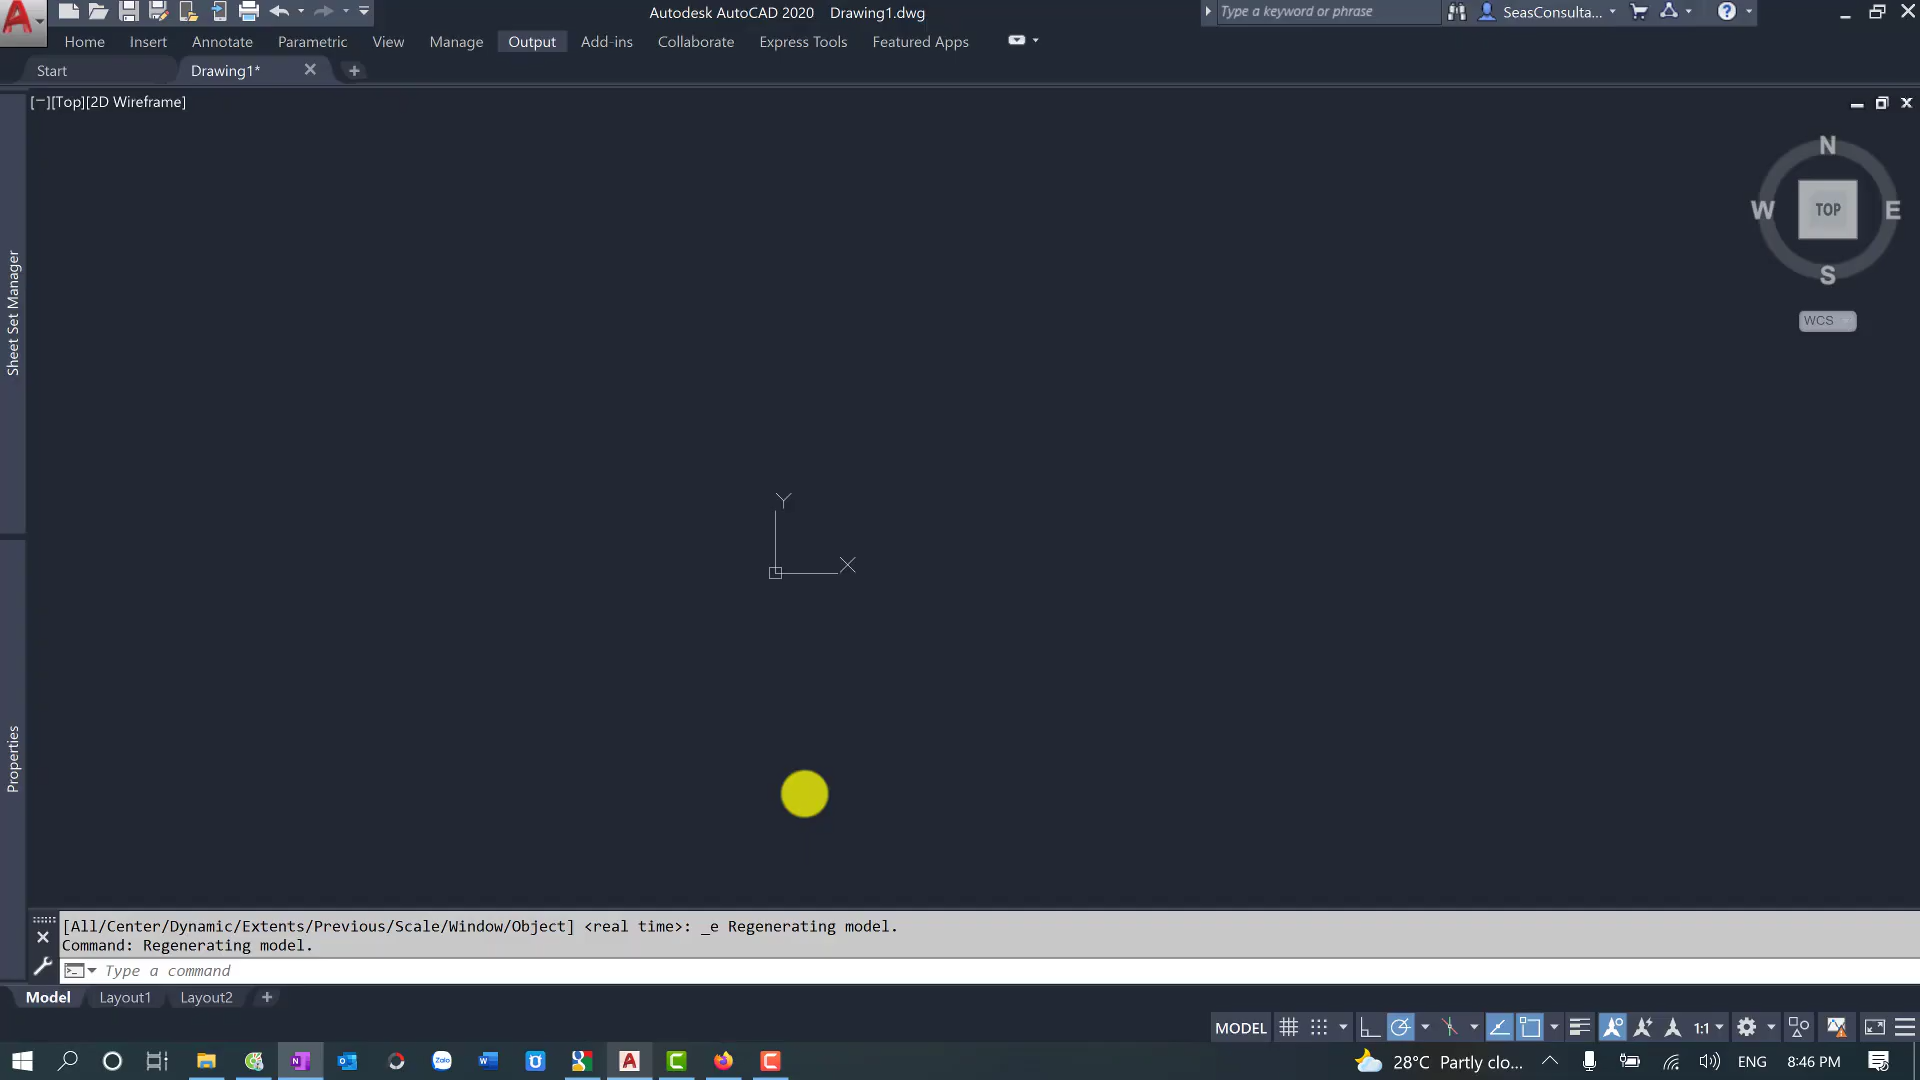 Autodesk AutoCAD 2020 Drawing1.dwg
Type a keyword or phrase
SeasConsulta...
Home Insert Annotate Parametric View Manage Output Add-ins Collaborate Express Tools Featured Apps
Start Drawing1*
[−][Top][2D Wireframe]
N
W TOP E
S
WCS
Sheet Set Manager
Y
X
Properties
[All/Center/Dynamic/Extents/Previous/Scale/Window/Object] <real time>: _e Regenerating model.
Command: Regenerating model.
Type a command
Model Layout1 Layout2
MODEL 1:1
Zalo
28°C Partly clo... ENG 8:46 PM